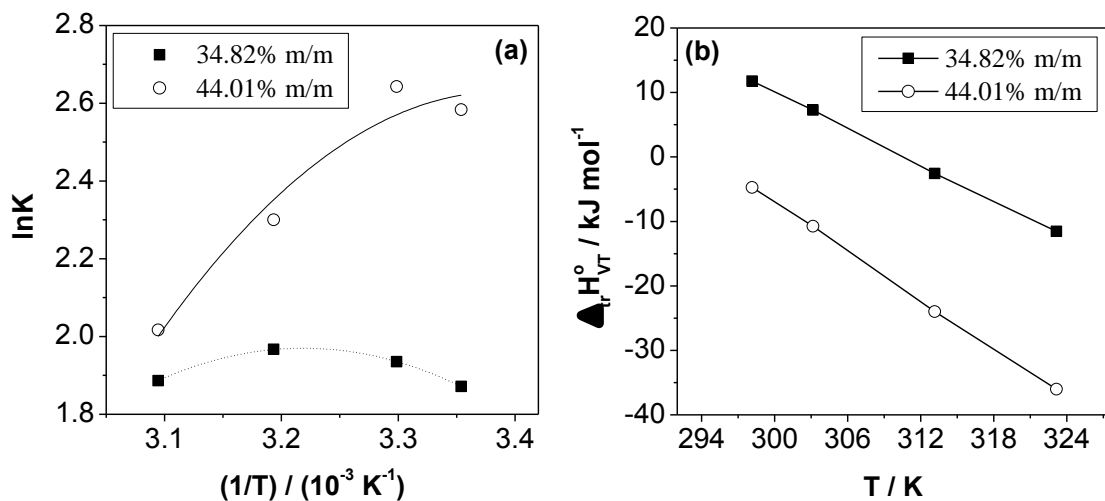 (a)
34.82% m/m
44.01% m/m
lnK
2.8
2.6
2.4
2.2
2.0
1.8
3.1
3.2
3.3
3.4
(1/T) / (10⁻³ K⁻¹)
(b)
34.82% m/m
44.01% m/m
▲trH°VT / kJ mol⁻¹
20
10
0
-10
-20
-30
-40
294
300
306
312
318
324
T / K